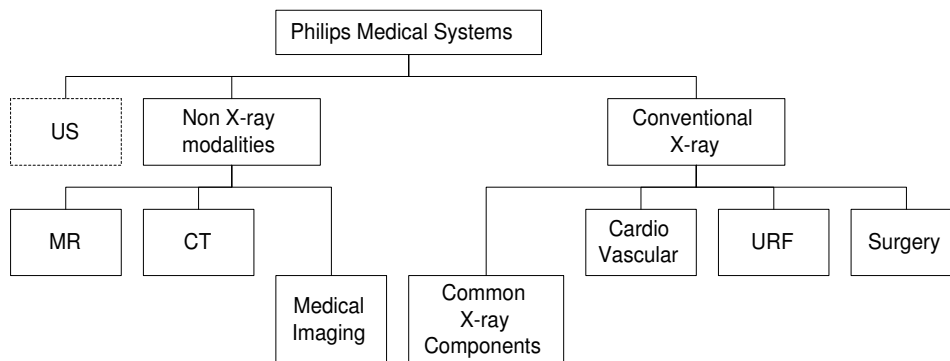 Philips Medical Systems
US
Non X-ray
modalities
Conventional
X-ray
MR
CT
Cardio
Vascular
URF
Surgery
Medical
Imaging
Common
X-ray
Components